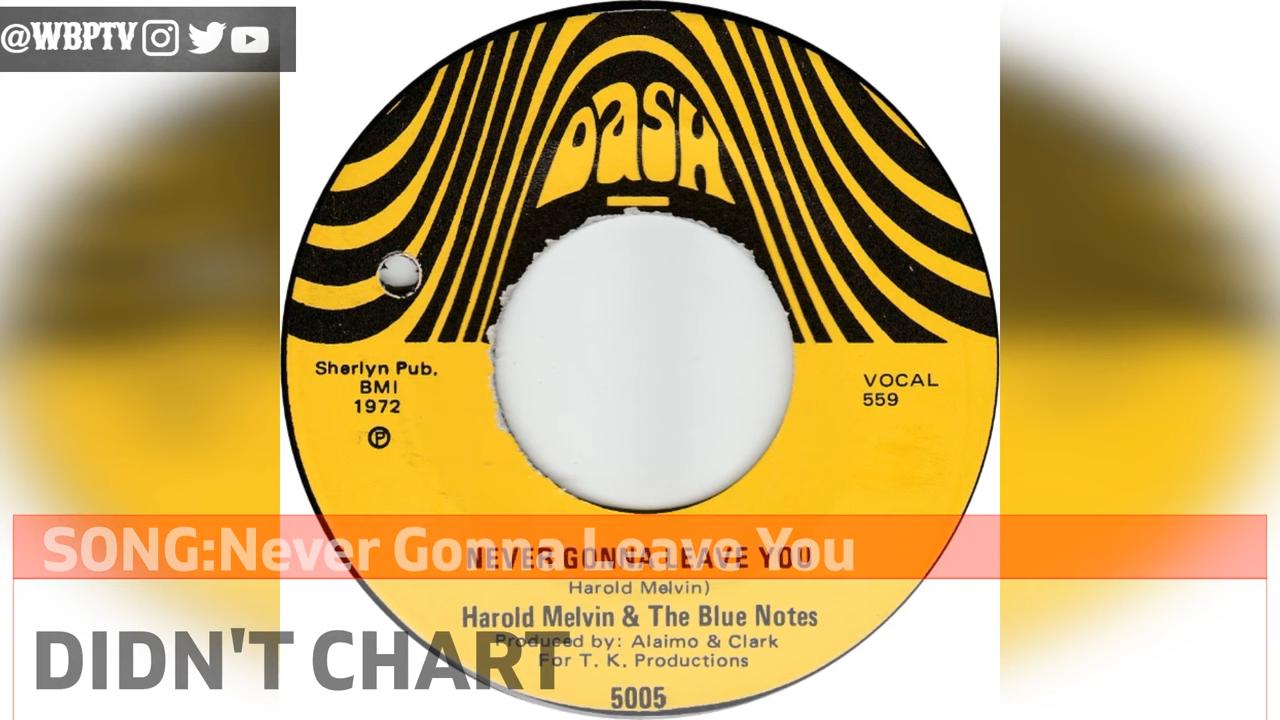 @WBPTV
Dash
Sherlyn Pub.
BMI
1972
℗
VOCAL
559
SONG:Never Gonna Leave You
NEVER GONNA LEAVE YOU
Harold Melvin)
Harold Melvin & The Blue Notes
Produced by: Alaimo & Clark
For T. K. Productions
DIDN'T CHART
5005